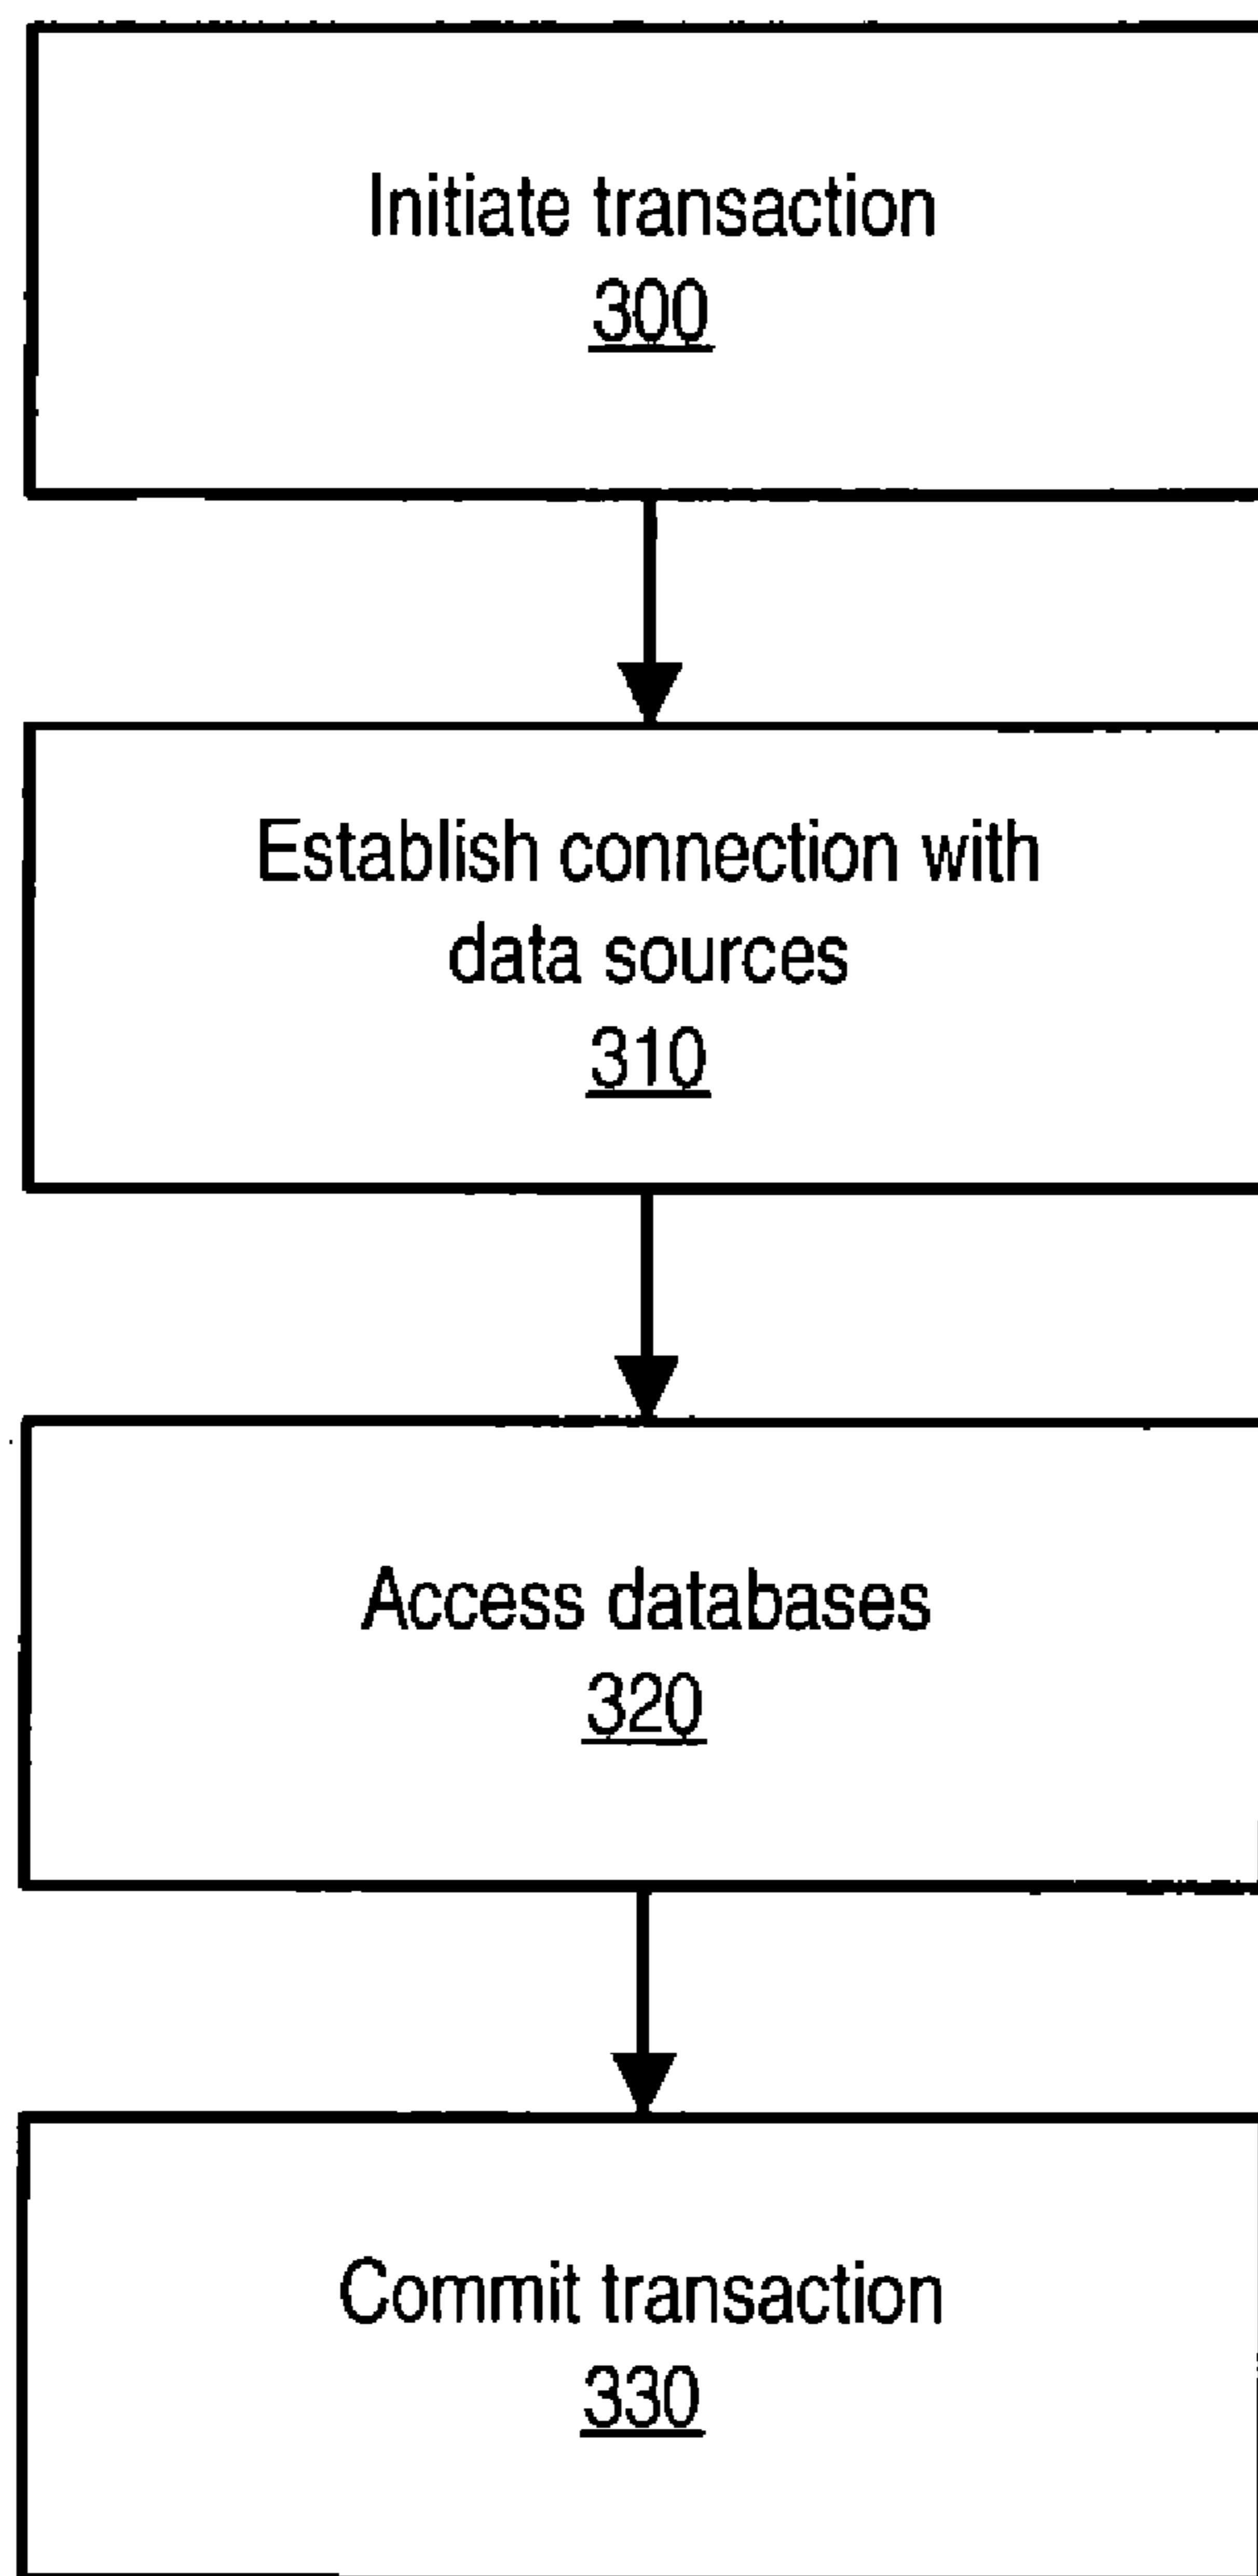 Initiate transaction
300
Establish connection with
data sources
310
Access databases
320
Commit transaction
330